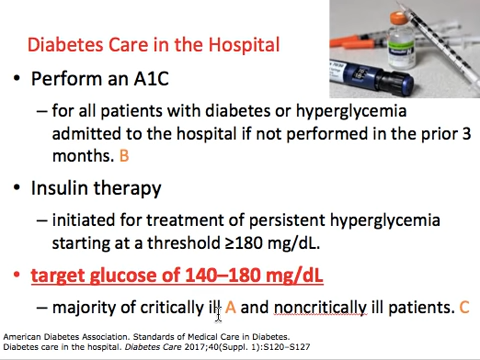 Diabetes Care in the Hospital
• Perform an A1C
– for all patients with diabetes or hyperglycemia
admitted to the hospital if not performed in the prior 3
months. B
• Insulin therapy
– initiated for treatment of persistent hyperglycemia
starting at a threshold ≥180 mg/dL.
• target glucose of 140–180 mg/dL
– majority of critically ill A and noncritically ill patients. C
American Diabetes Association. Standards of Medical Care in Diabetes.
Diabetes care in the hospital. Diabetes Care 2017;40(Suppl. 1):S120–S127